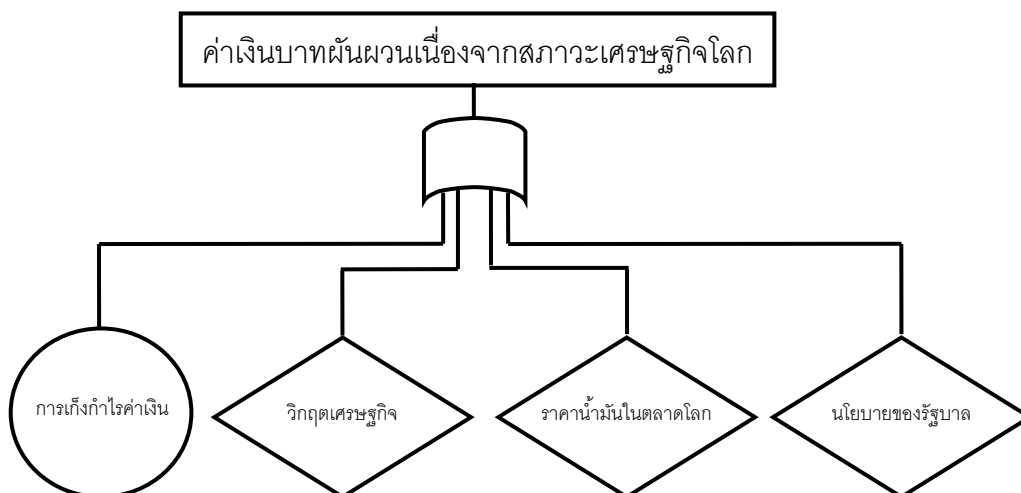 ค่าเงินบาทผันผวนเนื่องจากสภาวะเศรษฐกิจโลก
การเก็งกำไรค่าเงิน
วิกฤตเศรษฐกิจ
ราคาน้ำมันในตลาดโลก
นโยบายของรัฐบาล